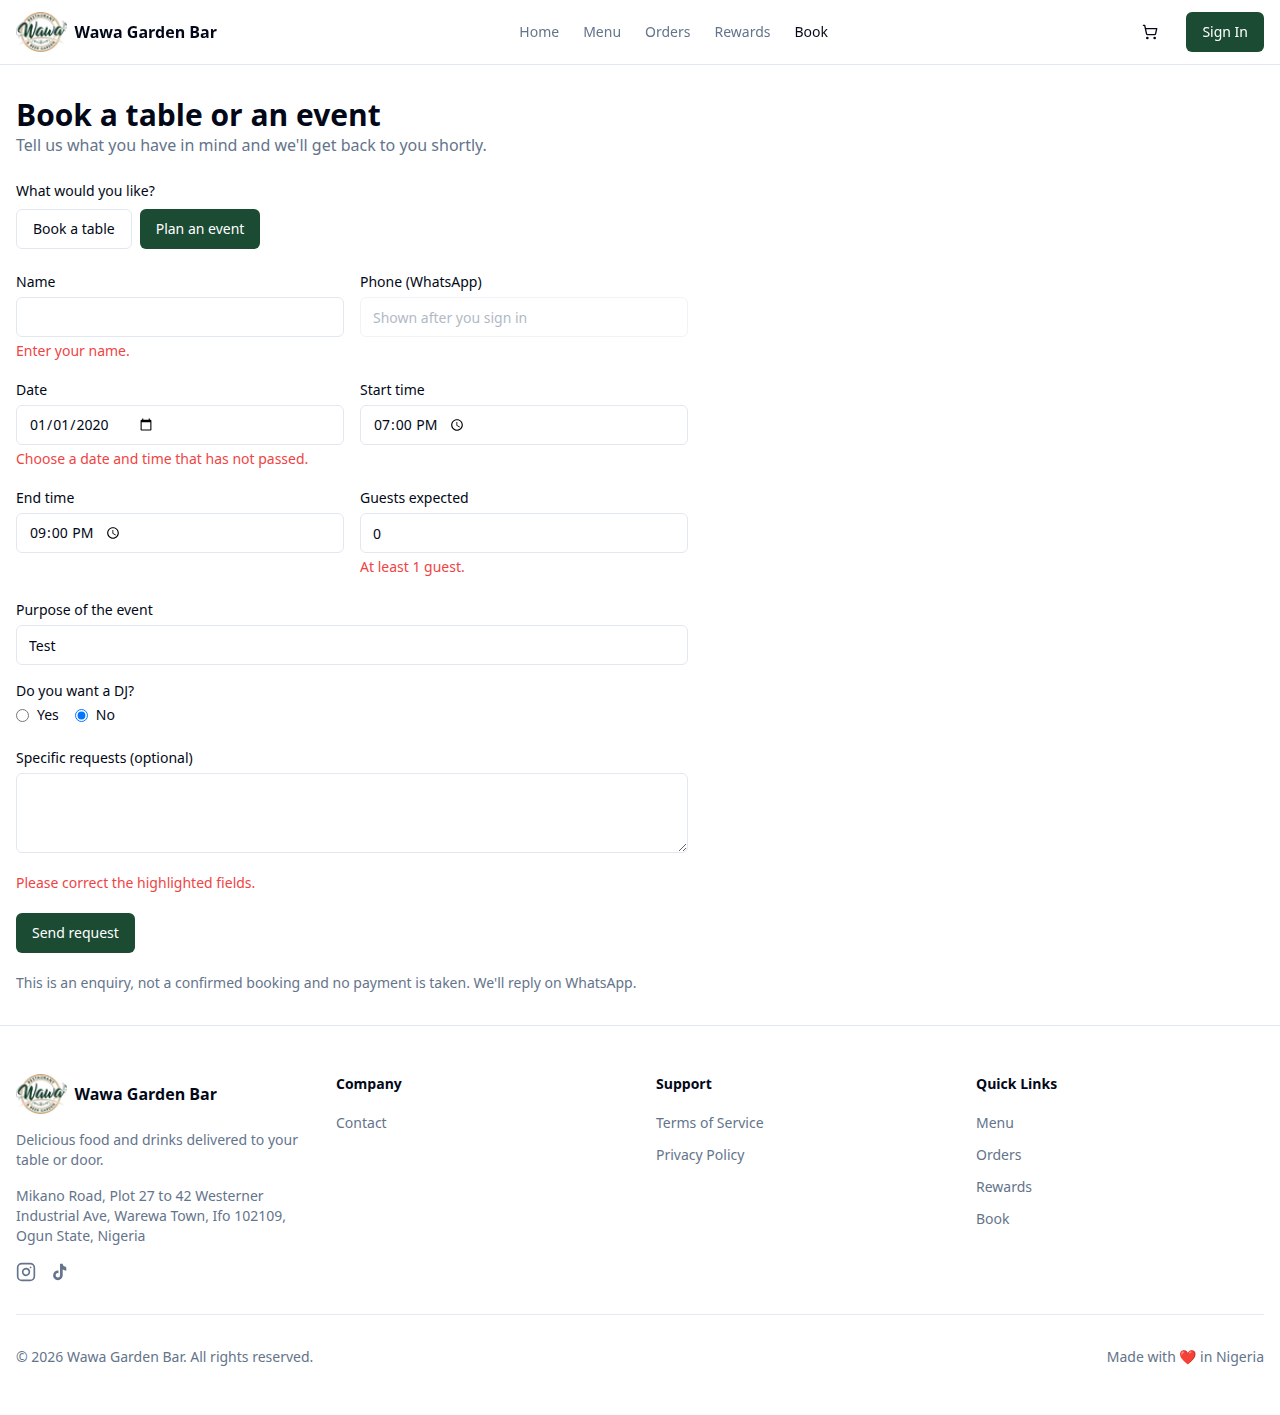 Wawa Garden Bar
Home
Menu
Orders
Rewards
Book
Sign In
Book a table or an event
Tell us what you have in mind and we'll get back to you shortly.
What would you like?
Book a table
Plan an event
Name
Phone (WhatsApp)
Shown after you sign in
Enter your name.
Date
Start time
01/01/2020
07:00 PM
Choose a date and time that has not passed.
End time
Guests expected
09:00 PM
0
At least 1 guest.
Purpose of the event
Test
Do you want a DJ?
Yes
No
Specific requests (optional)
Please correct the highlighted fields.
Send request
This is an enquiry, not a confirmed booking and no payment is taken. We'll reply on WhatsApp.
Wawa Garden Bar
Delicious food and drinks delivered to your
table or door.
Mikano Road, Plot 27 to 42 Westerner
Industrial Ave, Warewa Town, Ifo 102109,
Ogun State, Nigeria
Company
Contact
Support
Terms of Service
Privacy Policy
Quick Links
Menu
Orders
Rewards
Book
© 2026 Wawa Garden Bar. All rights reserved.
Made with ❤️ in Nigeria